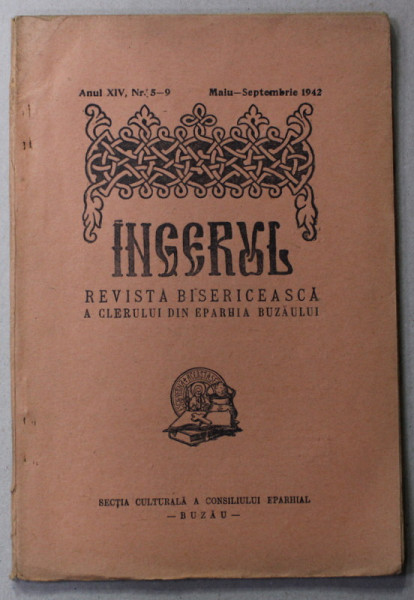 Anul XIV, Nr. 5—9 Maiu—Septembrie 1942
ÎNGERUL
REVISTĂ BISERICEASCĂ
A CLERULUI DIN EPARHIA BUZĂULUI
SECȚIA CULTURALĂ A CONSILIULUI EPARHIAL
— BUZĂU —